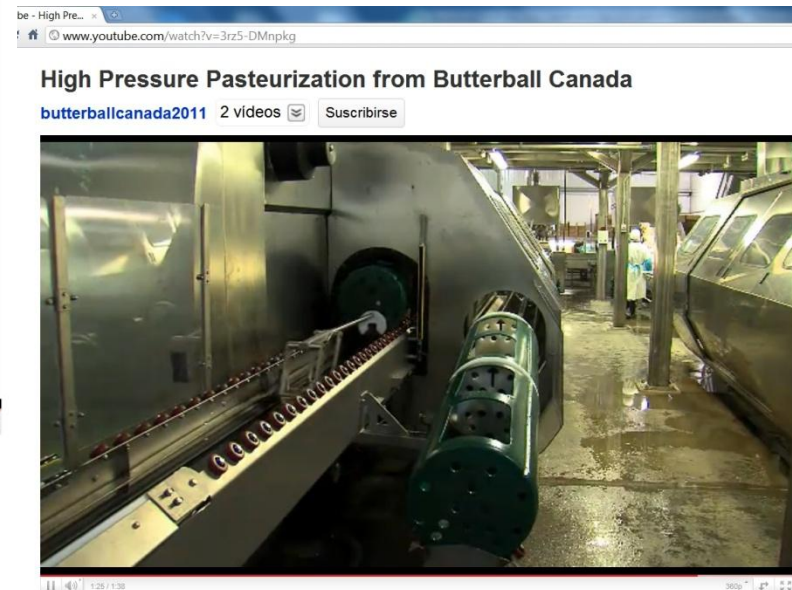 be - High Pre... ×
www.youtube.com/watch?v=3rz5-DMnpkg
High Pressure Pasteurization from Butterball Canada
butterballcanada2011 2 vídeos Suscribirse
1:25 / 1:38 360p